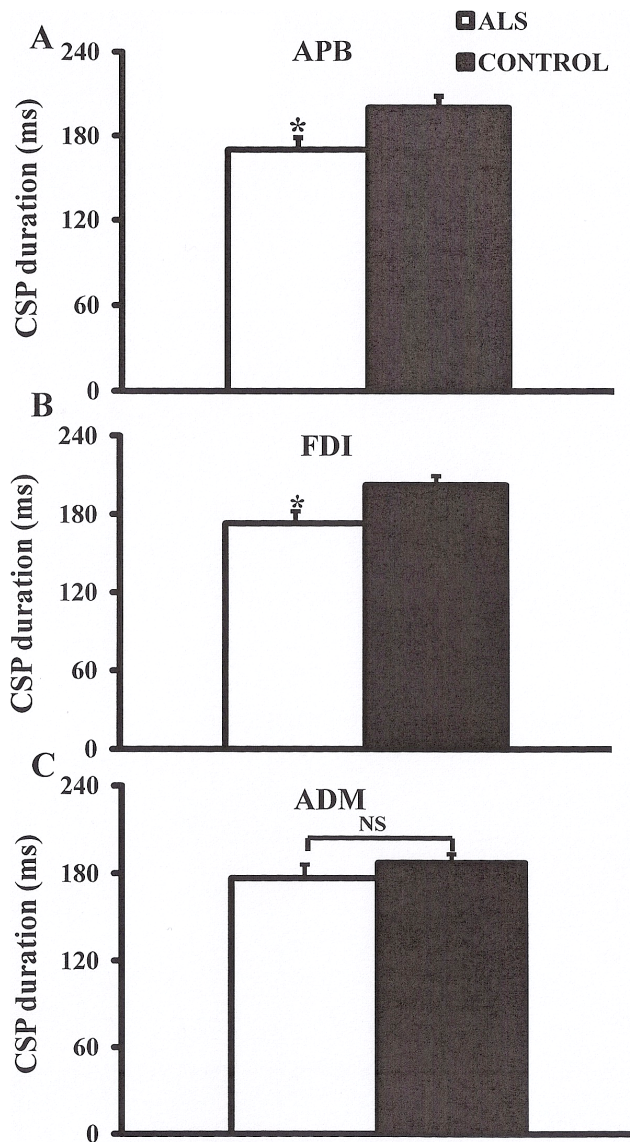 A
APB
ALS
CONTROL
CSP duration (ms)
240
180
120
60
0
*
B
FDI
CSP duration (ms)
240
180
120
60
0
*
C
ADM
NS
CSP duration (ms)
240
180
120
60
0